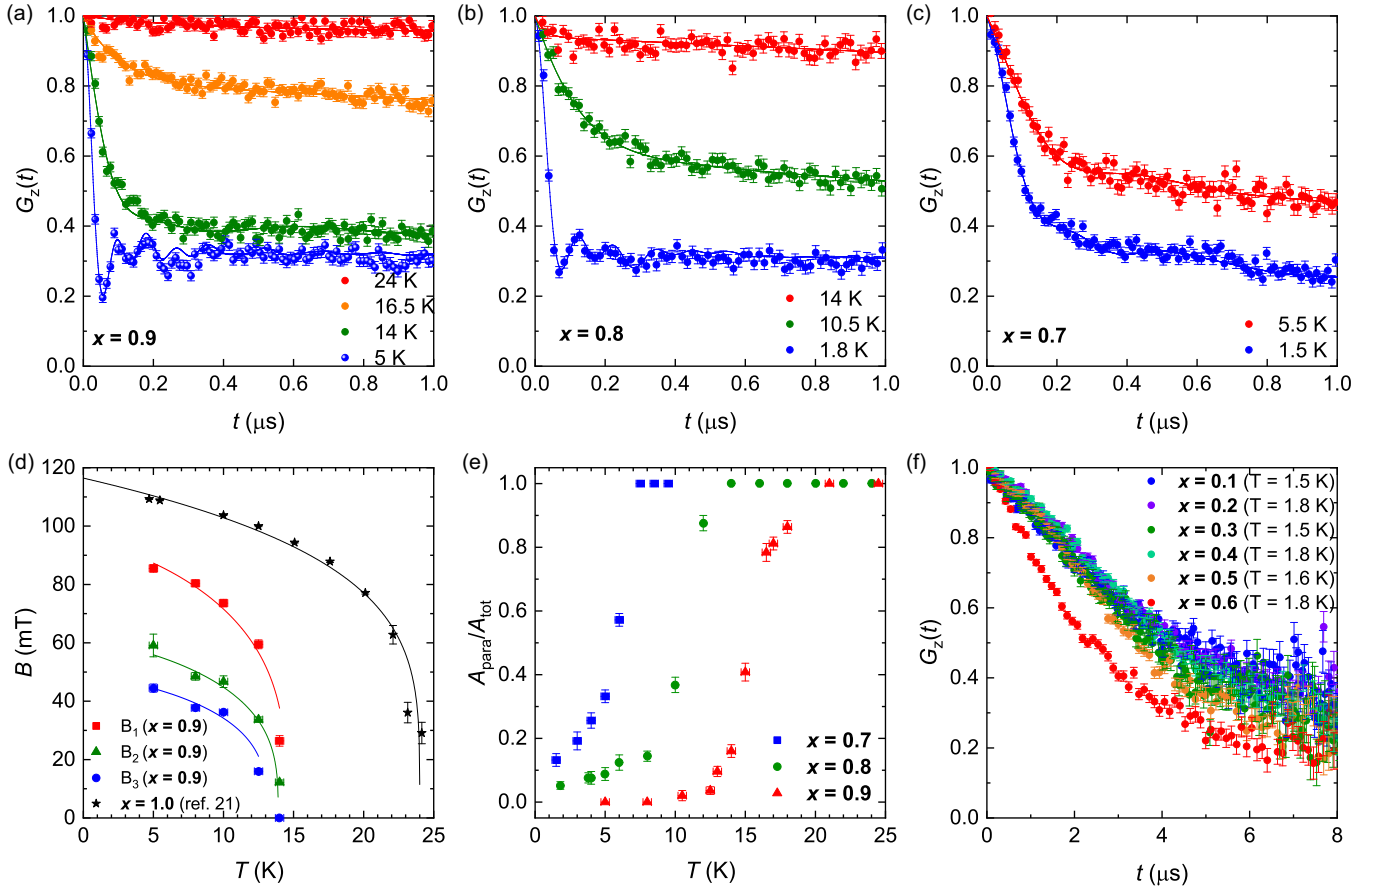 (a)
1.0
0.8
0.6
0.4
0.2
0.0
G_z(t)
24 K
16.5 K
14 K
5 K
x = 0.9
0.0 0.2 0.4 0.6 0.8 1.0
t (μs)
(b)
1.0
0.8
0.6
0.4
0.2
0.0
G_z(t)
14 K
10.5 K
1.8 K
x = 0.8
0.0 0.2 0.4 0.6 0.8 1.0
t (μs)
(c)
1.0
0.8
0.6
0.4
0.2
0.0
G_z(t)
5.5 K
1.5 K
x = 0.7
0.0 0.2 0.4 0.6 0.8 1.0
t (μs)
(d)
120
100
80
60
40
20
0
B (mT)
B₁ (x = 0.9)
B₂ (x = 0.9)
B₃ (x = 0.9)
x = 1.0 (ref. 21)
0 5 10 15 20 25
T (K)
(e)
1.0
0.8
0.6
0.4
0.2
0.0
A_para/A_tot
x = 0.7
x = 0.8
x = 0.9
0 5 10 15 20 25
T (K)
(f)
1.0
0.8
0.6
0.4
0.2
0.0
G_z(t)
x = 0.1 (T = 1.5 K)
x = 0.2 (T = 1.8 K)
x = 0.3 (T = 1.5 K)
x = 0.4 (T = 1.8 K)
x = 0.5 (T = 1.6 K)
x = 0.6 (T = 1.8 K)
0 2 4 6 8
t (μs)